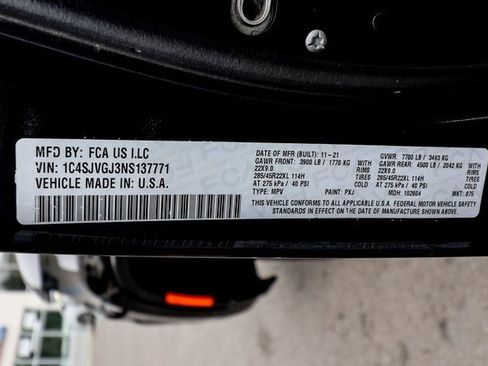 MFD BY: FCA US LLC
VIN: 1C4SJVGJ3NS137771
VEHICLE MADE IN: U.S.A.
DATE OF MFR (BUILT): 11-21 GVWR: 7700 LB / 3493 KG
GAWR FRONT: 3900 LB / 1770 KG GAWR REAR: 4500 LB / 2042 KG
22X9.0 RIMS 22X9.0 RIMS
285/45R22XL 114H TIRES 285/45R22XL 114H TIRES
AT 275 kPa / 40 PSI COLD AT 275 kPa / 40 PSI COLD
TYPE: MPV PAINT: PXJ MDH: 102604 MKT: 875
THIS VEHICLE CONFORMS TO ALL APPLICABLE U.S.A. FEDERAL MOTOR VEHICLE SAFETY
STANDARDS IN EFFECT ON THE DATE OF MANUFACTURE SHOWN ABOVE